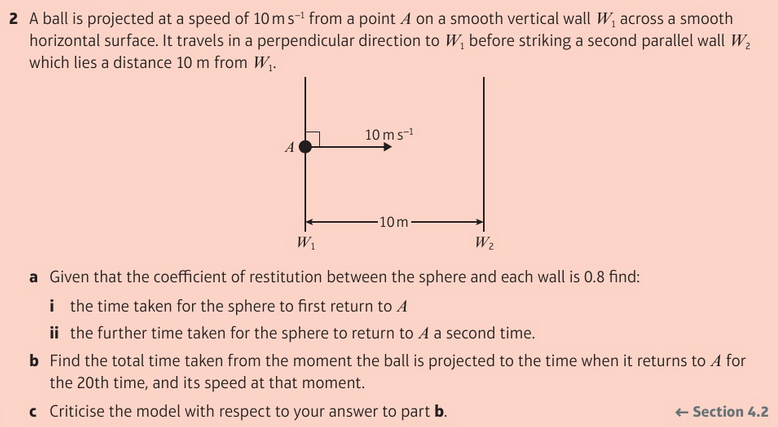 2 A ball is projected at a speed of 10 m s⁻¹ from a point A on a smooth vertical wall W₁ across a smooth
horizontal surface. It travels in a perpendicular direction to W₁ before striking a second parallel wall W₂
which lies a distance 10 m from W₁.
10 m s⁻¹
A
10 m
W₁ W₂
a Given that the coefficient of restitution between the sphere and each wall is 0.8 find:
i the time taken for the sphere to first return to A
ii the further time taken for the sphere to return to A a second time.
b Find the total time taken from the moment the ball is projected to the time when it returns to A for
the 20th time, and its speed at that moment.
c Criticise the model with respect to your answer to part b.
← Section 4.2